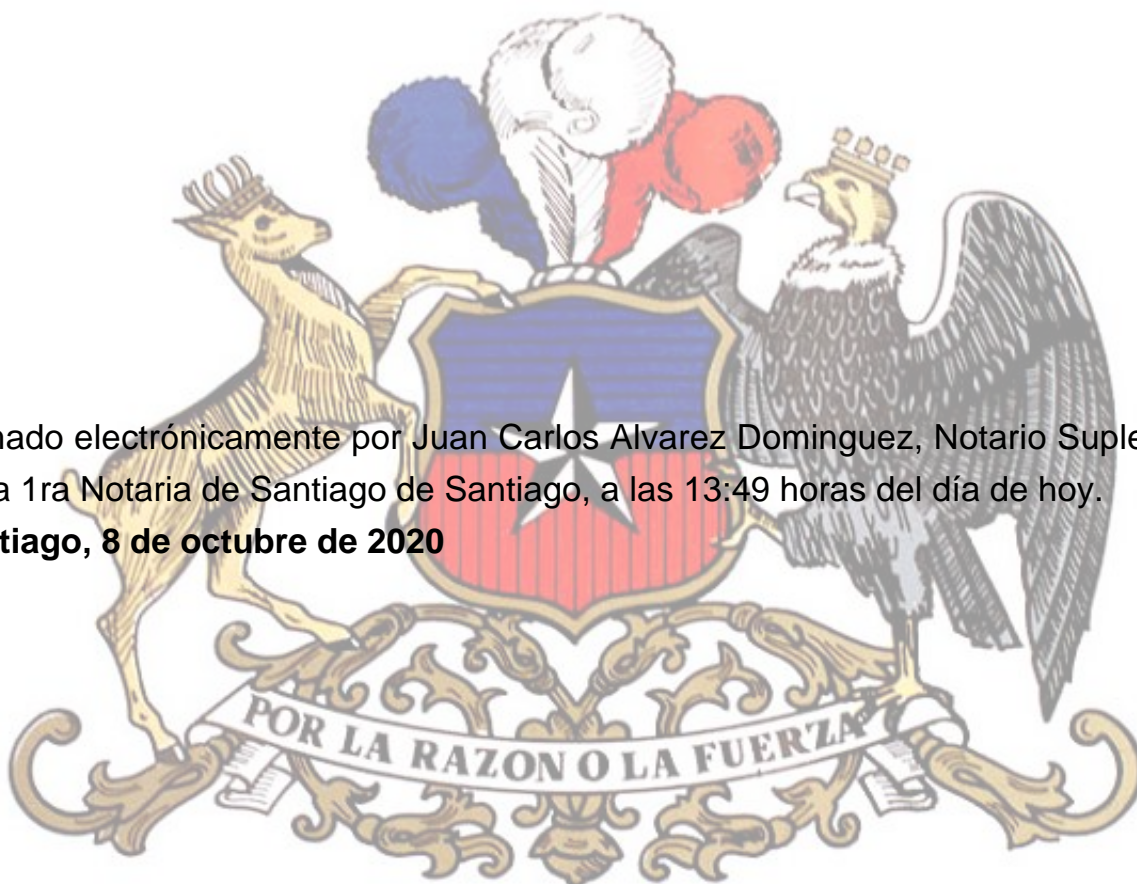 nado electrónicamente por Juan Carlos Alvarez Dominguez, Notario Suple
a 1ra Notaria de Santiago de Santiago, a las 13:49 horas del día de hoy.
tiago, 8 de octubre de 2020
POR LA RAZON O LA FUERZA